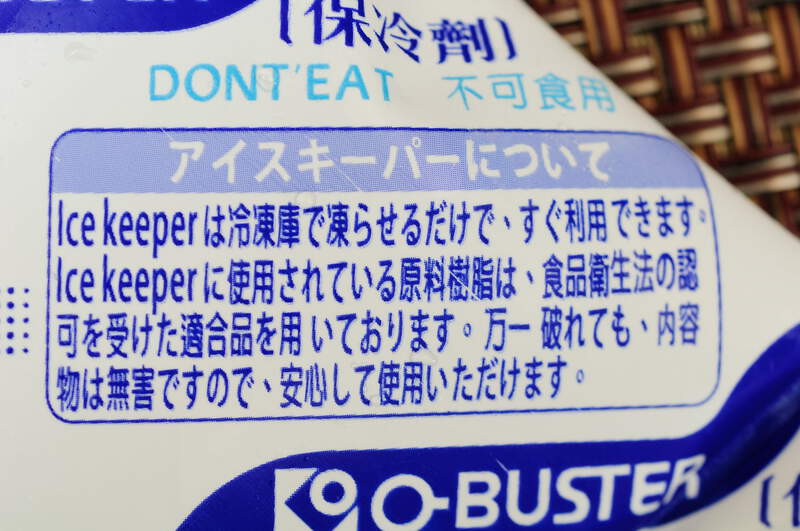 【保冷劑】
DONT'EAT 不可食用
アイスキーパーについて
Ice keeperは冷凍庫で凍らせるだけで、すぐ利用できます。
Ice keeperに使用されている原料樹脂は、食品衛生法の認
可を受けた適合品を用いております。万一 破れても、内容
物は無害ですので、安心して使用いただけます。
O-BUSTER